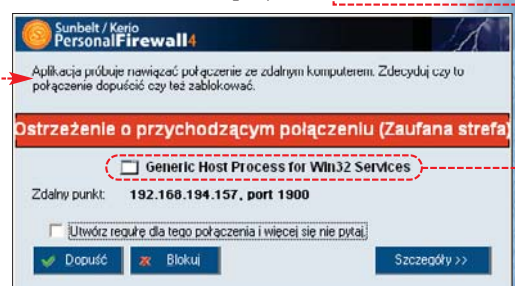 Sunbelt / Kerio
PersonalFirewall4
Aplikacja próbuje nawiązać połączenie ze zdalnym komputerem. Zdecyduj czy to
połączenie dopuścić czy też zablokować.
Ostrzeżenie o przychodzącym połączeniu (Zaufana strefa)
Generic Host Process for Win32 Services
Zdalny punkt: 192.168.194.157, port 1900
Utwórz regułę dla tego połączenia i więcej się nie pytaj.
Dopuść Blokuj Szczegóły >>